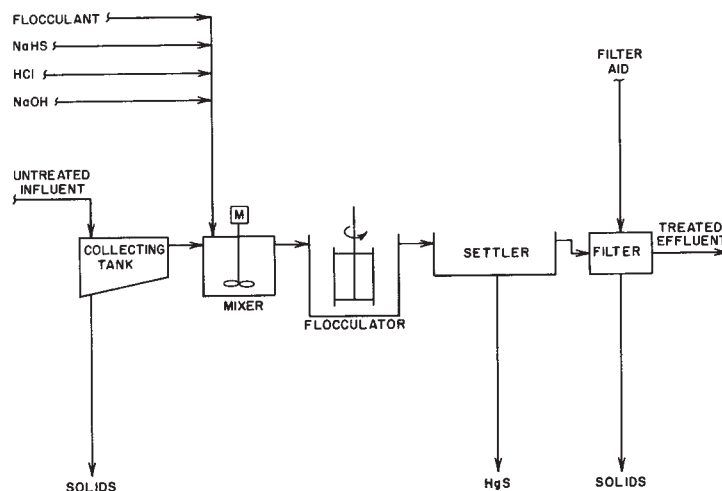 FLOCCULANT
NaHS
HCl
NaOH
FILTER
AID
UNTREATED
INFLUENT
M
COLLECTING
TANK
MIXER
FLOCCULATOR
SETTLER
FILTER
TREATED
EFFLUENT
SOLIDS
HgS
SOLIDS